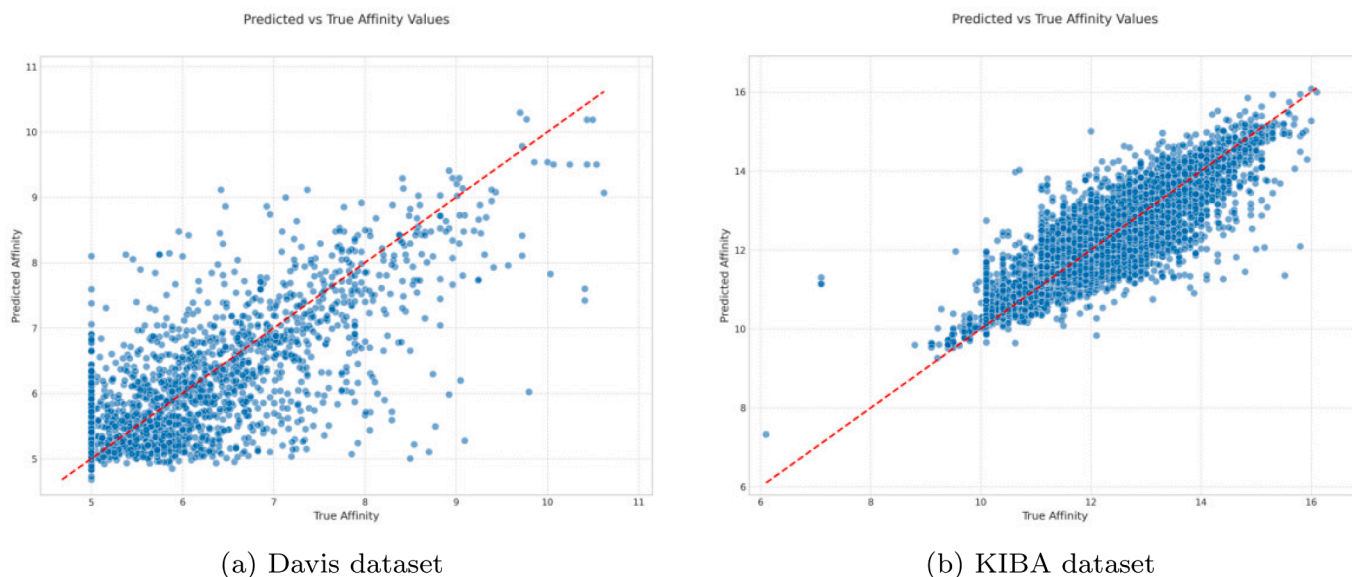 Predicted vs True Affinity Values
11
10
9
8
7
6
5
Predicted Affinity
5 6 7 8 9 10 11
True Affinity
(a) Davis dataset
Predicted vs True Affinity Values
16
14
12
10
8
6
Predicted Affinity
6 8 10 12 14 16
True Affinity
(b) KIBA dataset